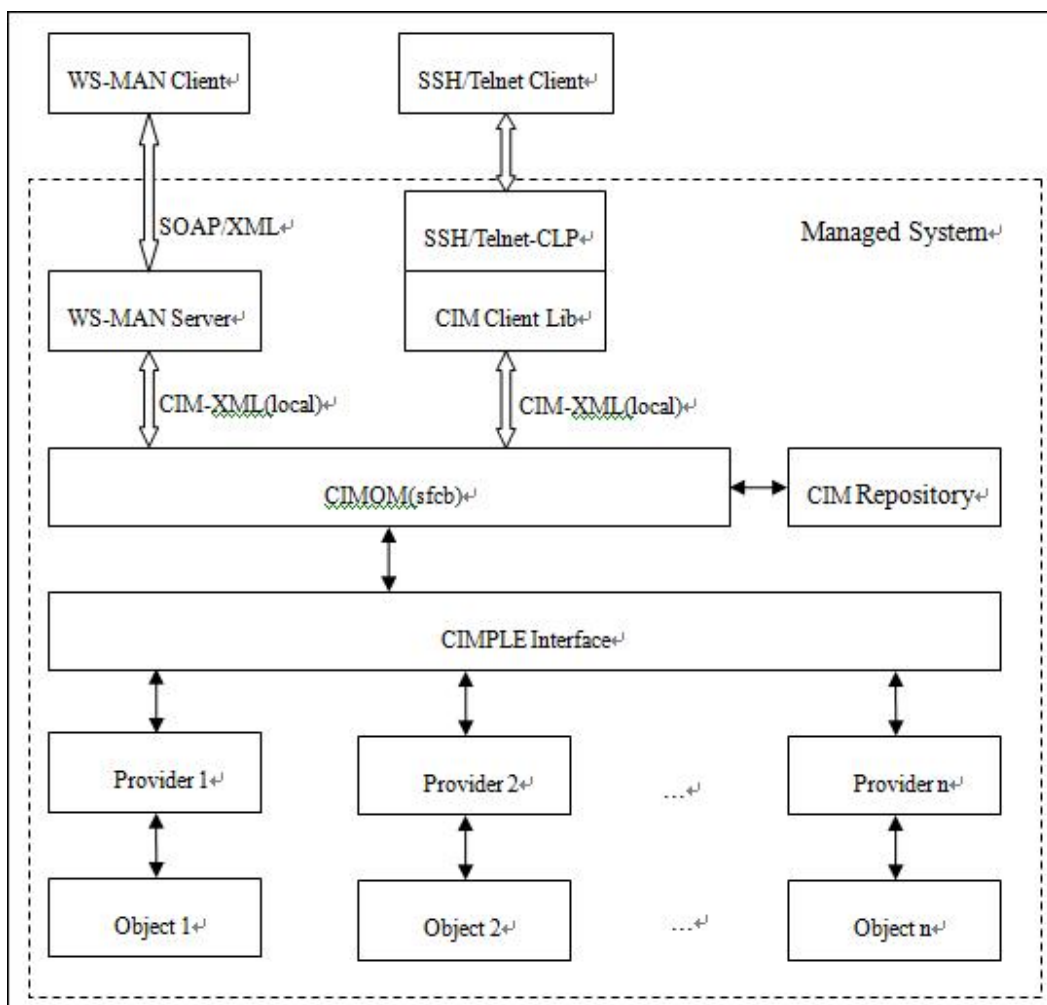 WS-MAN Client↵
SSH/Telnet Client↵
SOAP/XML↵
SSH/Telnet-CLP↵
Managed System↵
WS-MAN Server↵
CIM Client Lib↵
CIM-XML(local)↵
CIM-XML(local)↵
CIMOM(sfcb)↵
CIM Repository↵
CIMPLE Interface↵
Provider 1↵
Provider 2↵
...↵
Provider n↵
Object 1↵
Object 2↵
...↵
Object n↵